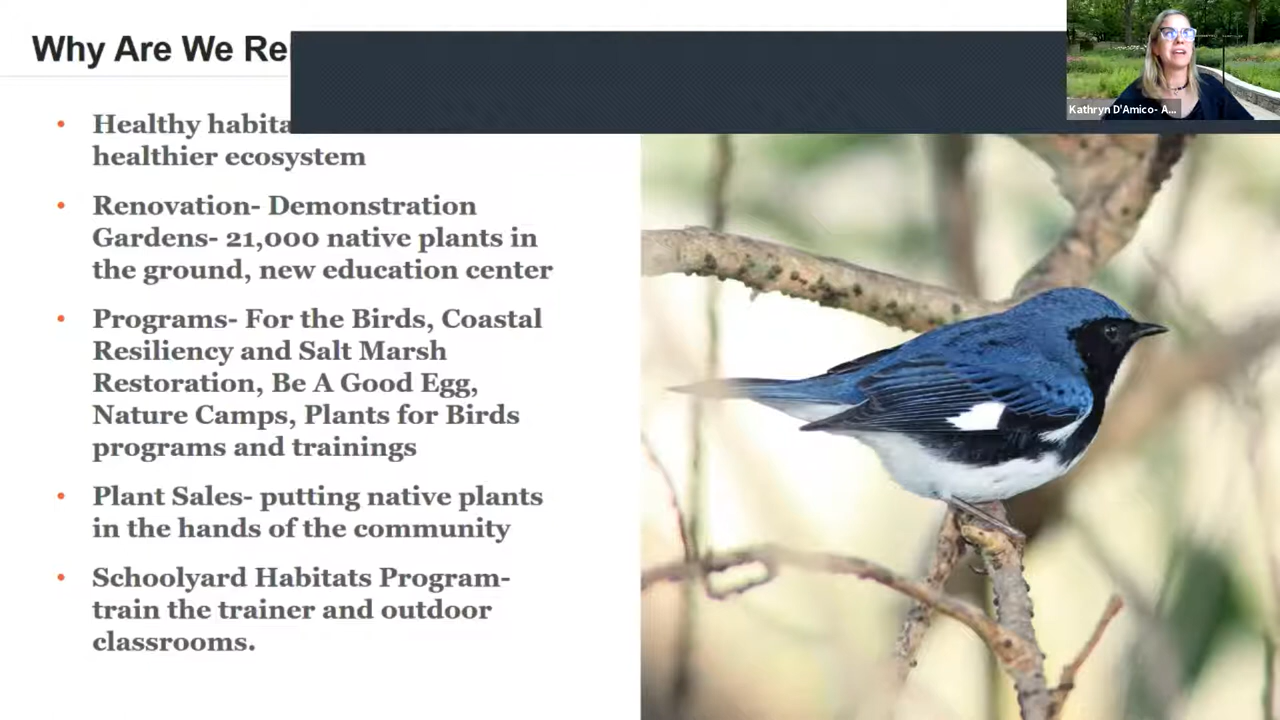 Why Are We Re
Kathryn D'Amico- A...
Healthy habita
healthier ecosystem
Renovation- Demonstration
Gardens- 21,000 native plants in
the ground, new education center
Programs- For the Birds, Coastal
Resiliency and Salt Marsh
Restoration, Be A Good Egg,
Nature Camps, Plants for Birds
programs and trainings
Plant Sales- putting native plants
in the hands of the community
Schoolyard Habitats Program-
train the trainer and outdoor
classrooms.